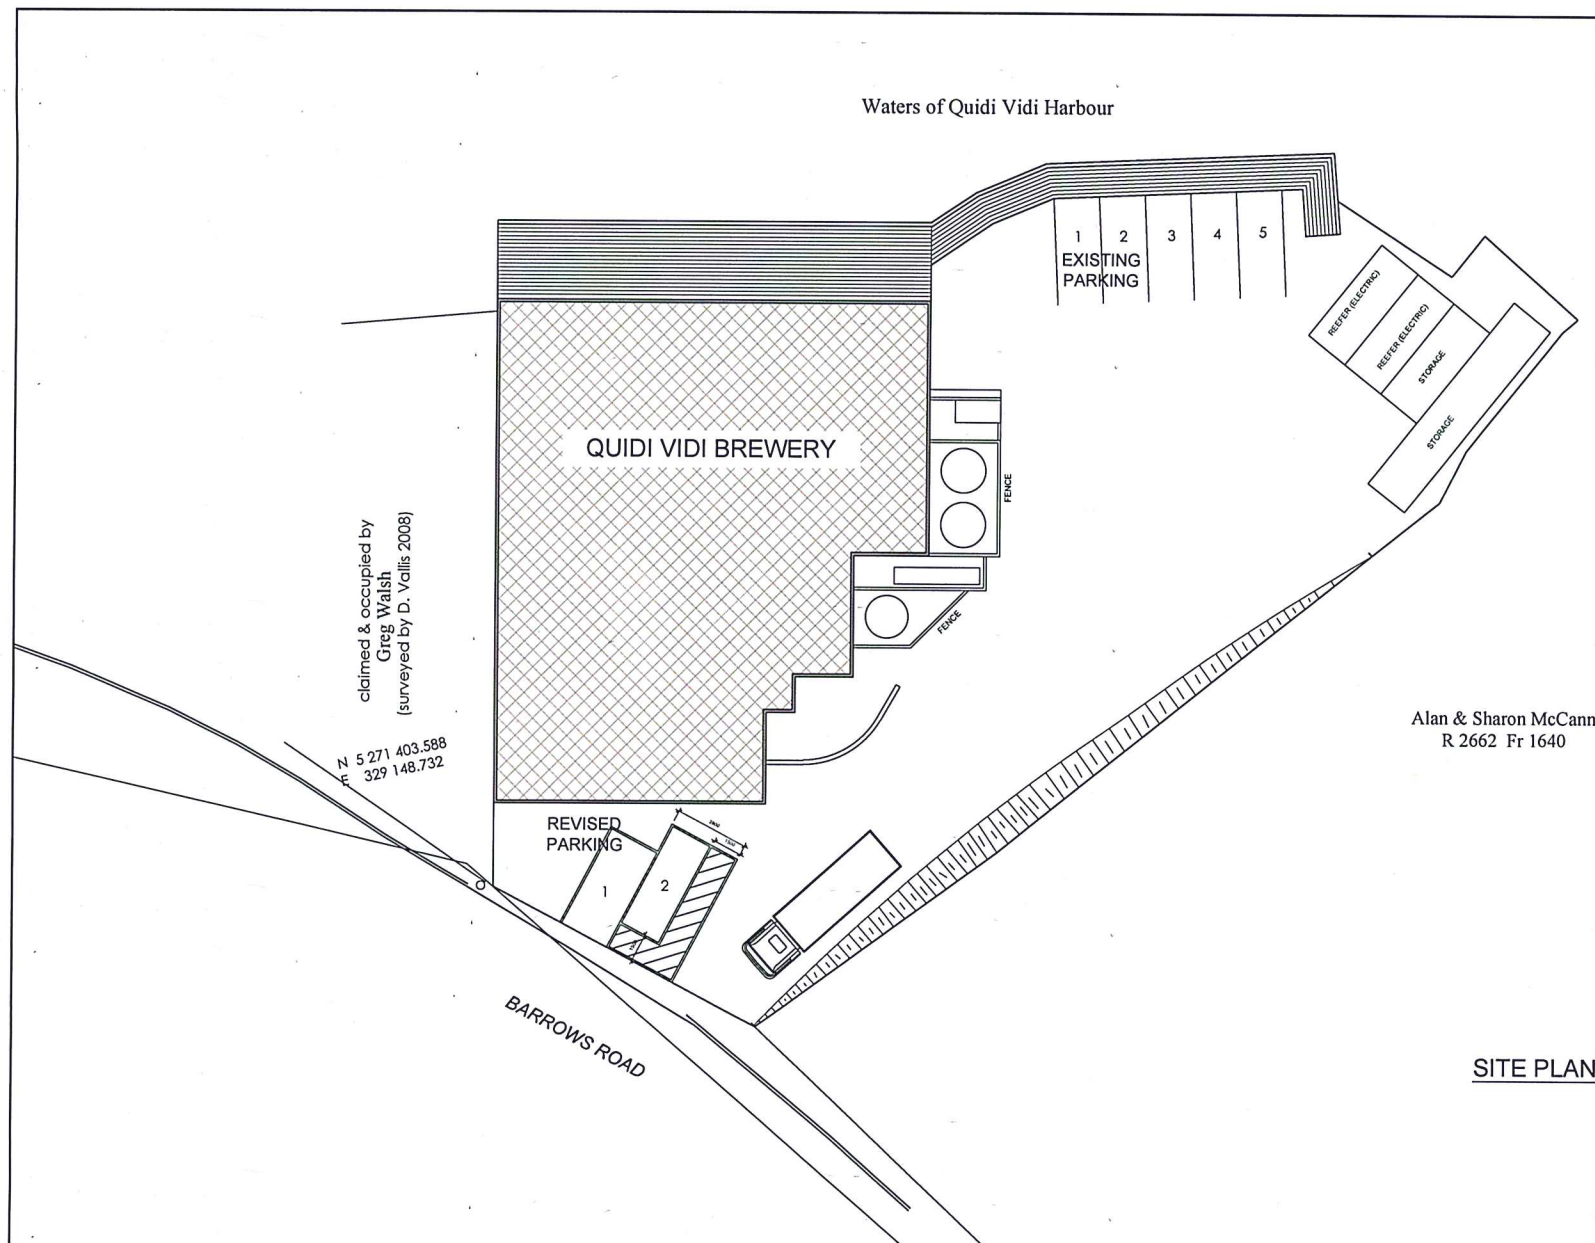 Waters of Quidi Vidi Harbour
1 2 3 4 5
EXISTING
PARKING
REEFER (ELECTRIC)
REEFER (ELECTRIC)
STORAGE
STORAGE
QUIDI VIDI BREWERY
FENCE
FENCE
claimed & occupied by
Greg Walsh
(surveyed by D. Vallis 2008)
N 5 271 403.588
E 329 148.732
Alan & Sharon McCann
R 2662 Fr 1640
REVISED
PARKING
1 2
BARROWS ROAD
SITE PLAN